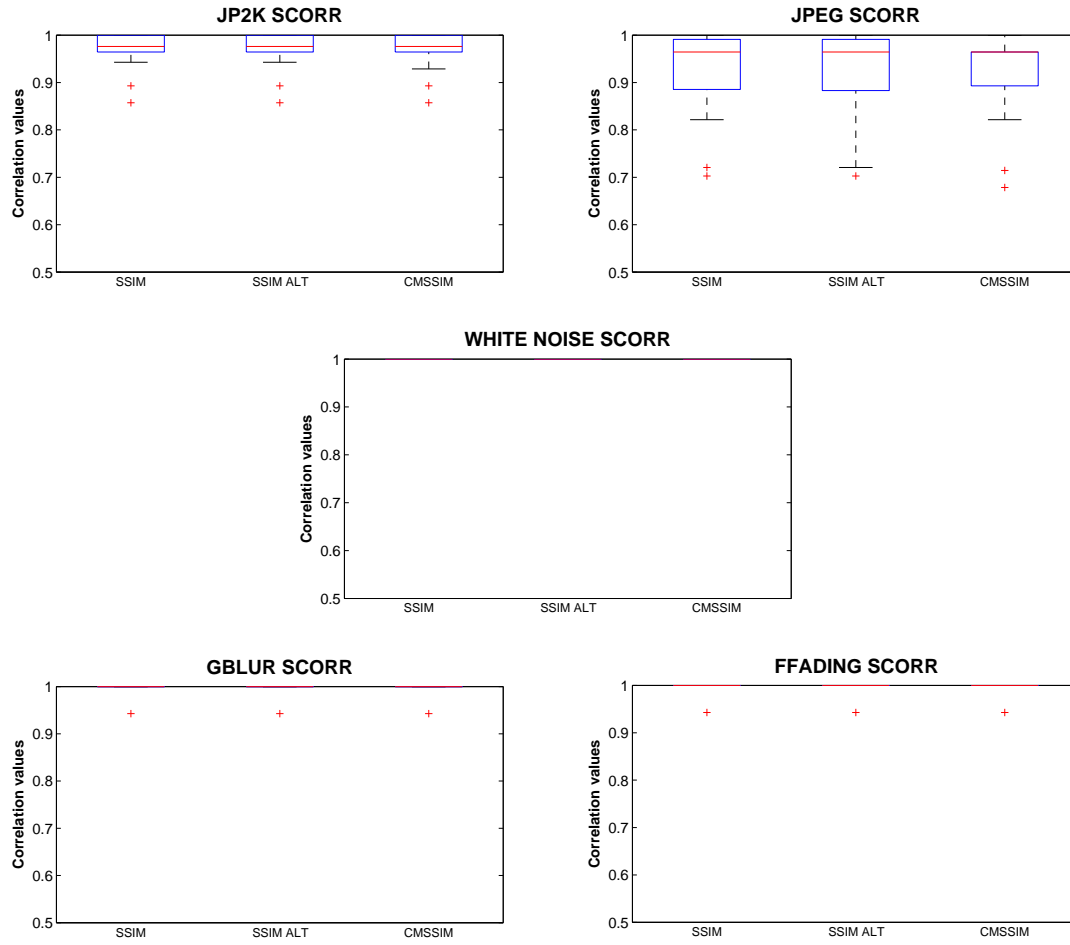 JP2K SCORR
1
0.9
0.8
0.7
0.6
0.5
Correlation values
SSIM
SSIM ALT
CMSSIM
JPEG SCORR
1
0.9
0.8
0.7
0.6
0.5
Correlation values
SSIM
SSIM ALT
CMSSIM
WHITE NOISE SCORR
1
0.9
0.8
0.7
0.6
0.5
Correlation values
SSIM
SSIM ALT
CMSSIM
GBLUR SCORR
1
0.9
0.8
0.7
0.6
0.5
Correlation values
SSIM
SSIM ALT
CMSSIM
FFADING SCORR
1
0.9
0.8
0.7
0.6
0.5
Correlation values
SSIM
SSIM ALT
CMSSIM